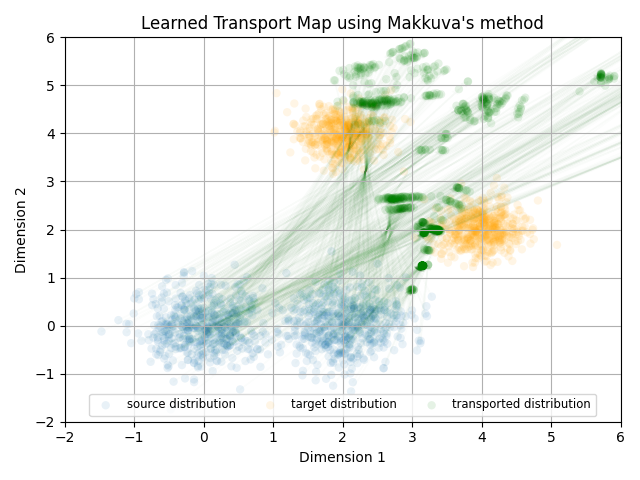 Learned Transport Map using Makkuva's method
Dimension 2
6
5
4
3
2
1
0
−1
−2
source distribution target distribution transported distribution
−2 −1 0 1 2 3 4 5 6
Dimension 1